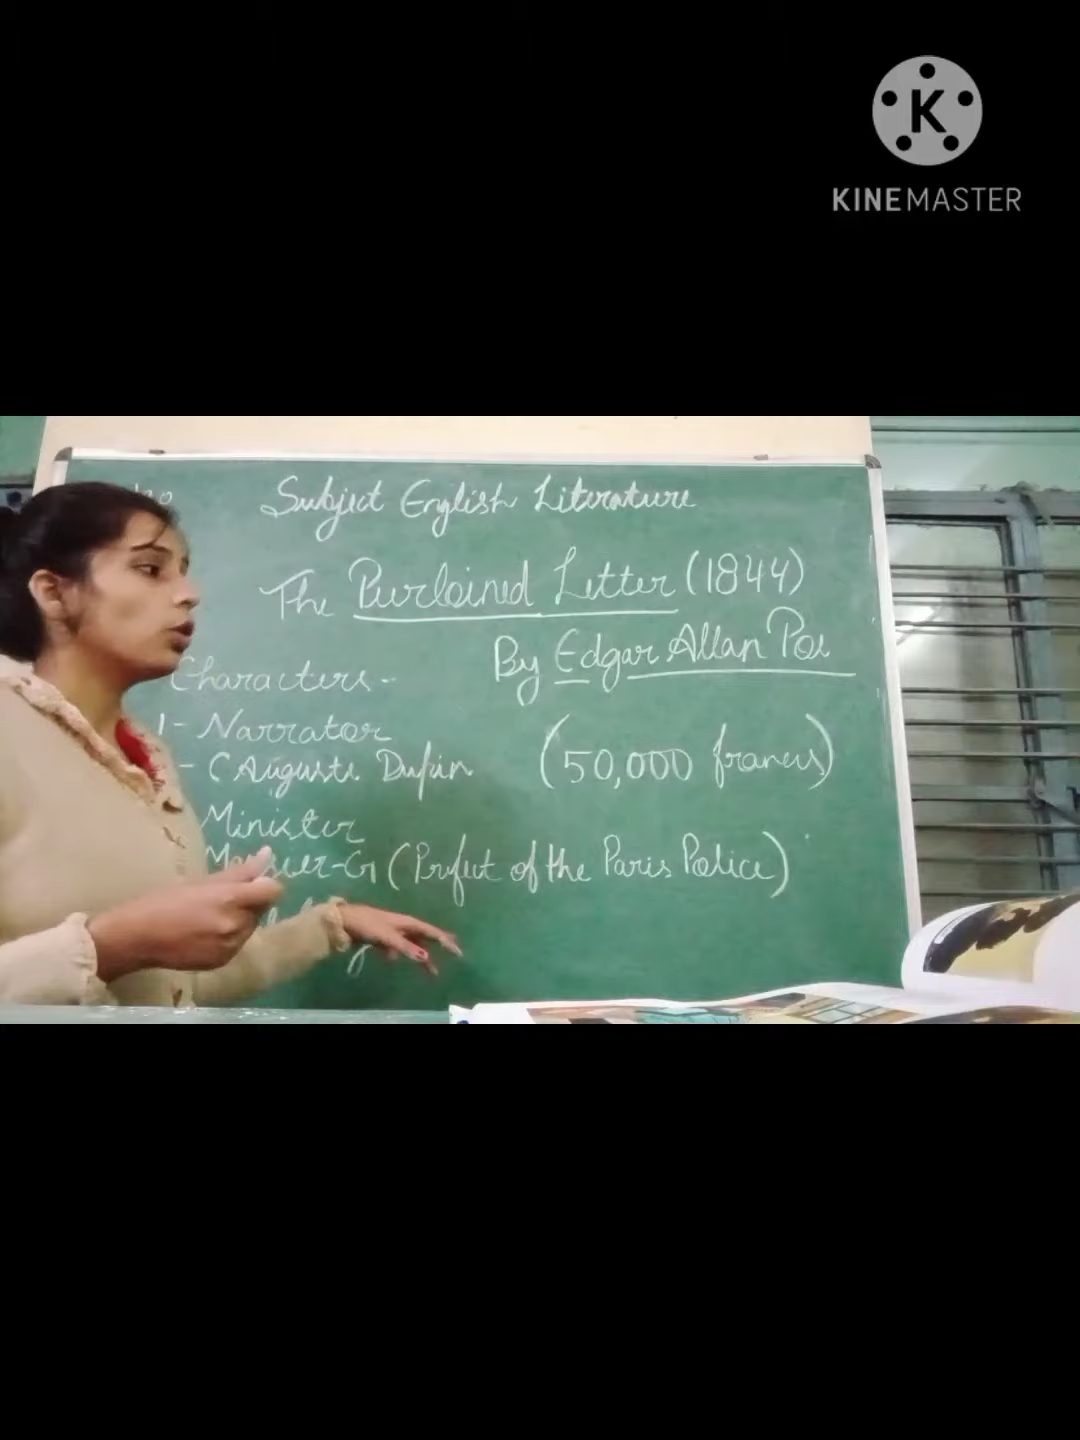 KINEMASTER
Subject English Literature
The Purloined Letter (1844)
By Edgar Allan Poe
Characters -
1 - Narrator
- C Auguste Dupin
(50,000 francs)
Minister
-G (Prefect of the Paris Police)